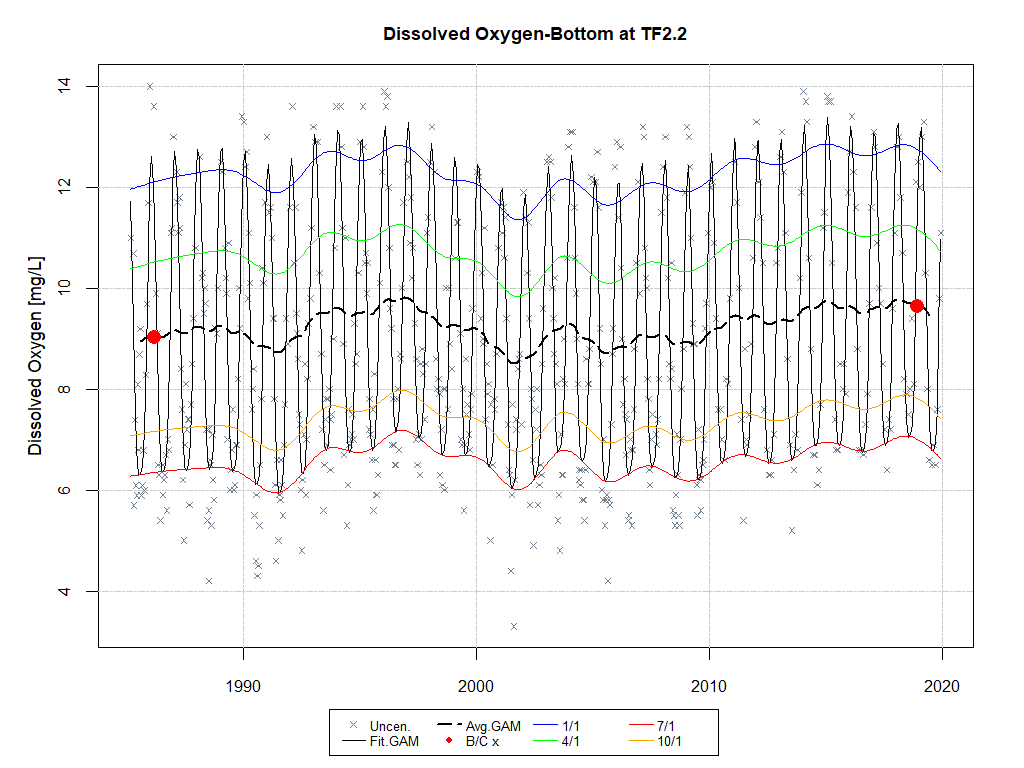 Dissolved Oxygen-Bottom at TF2.2
Dissolved Oxygen [mg/L]
14
12
10
8
6
4
1990 2000 2010 2020
Uncen. Avg.GAM 1/1 7/1
Fit.GAM B/C x 4/1 10/1